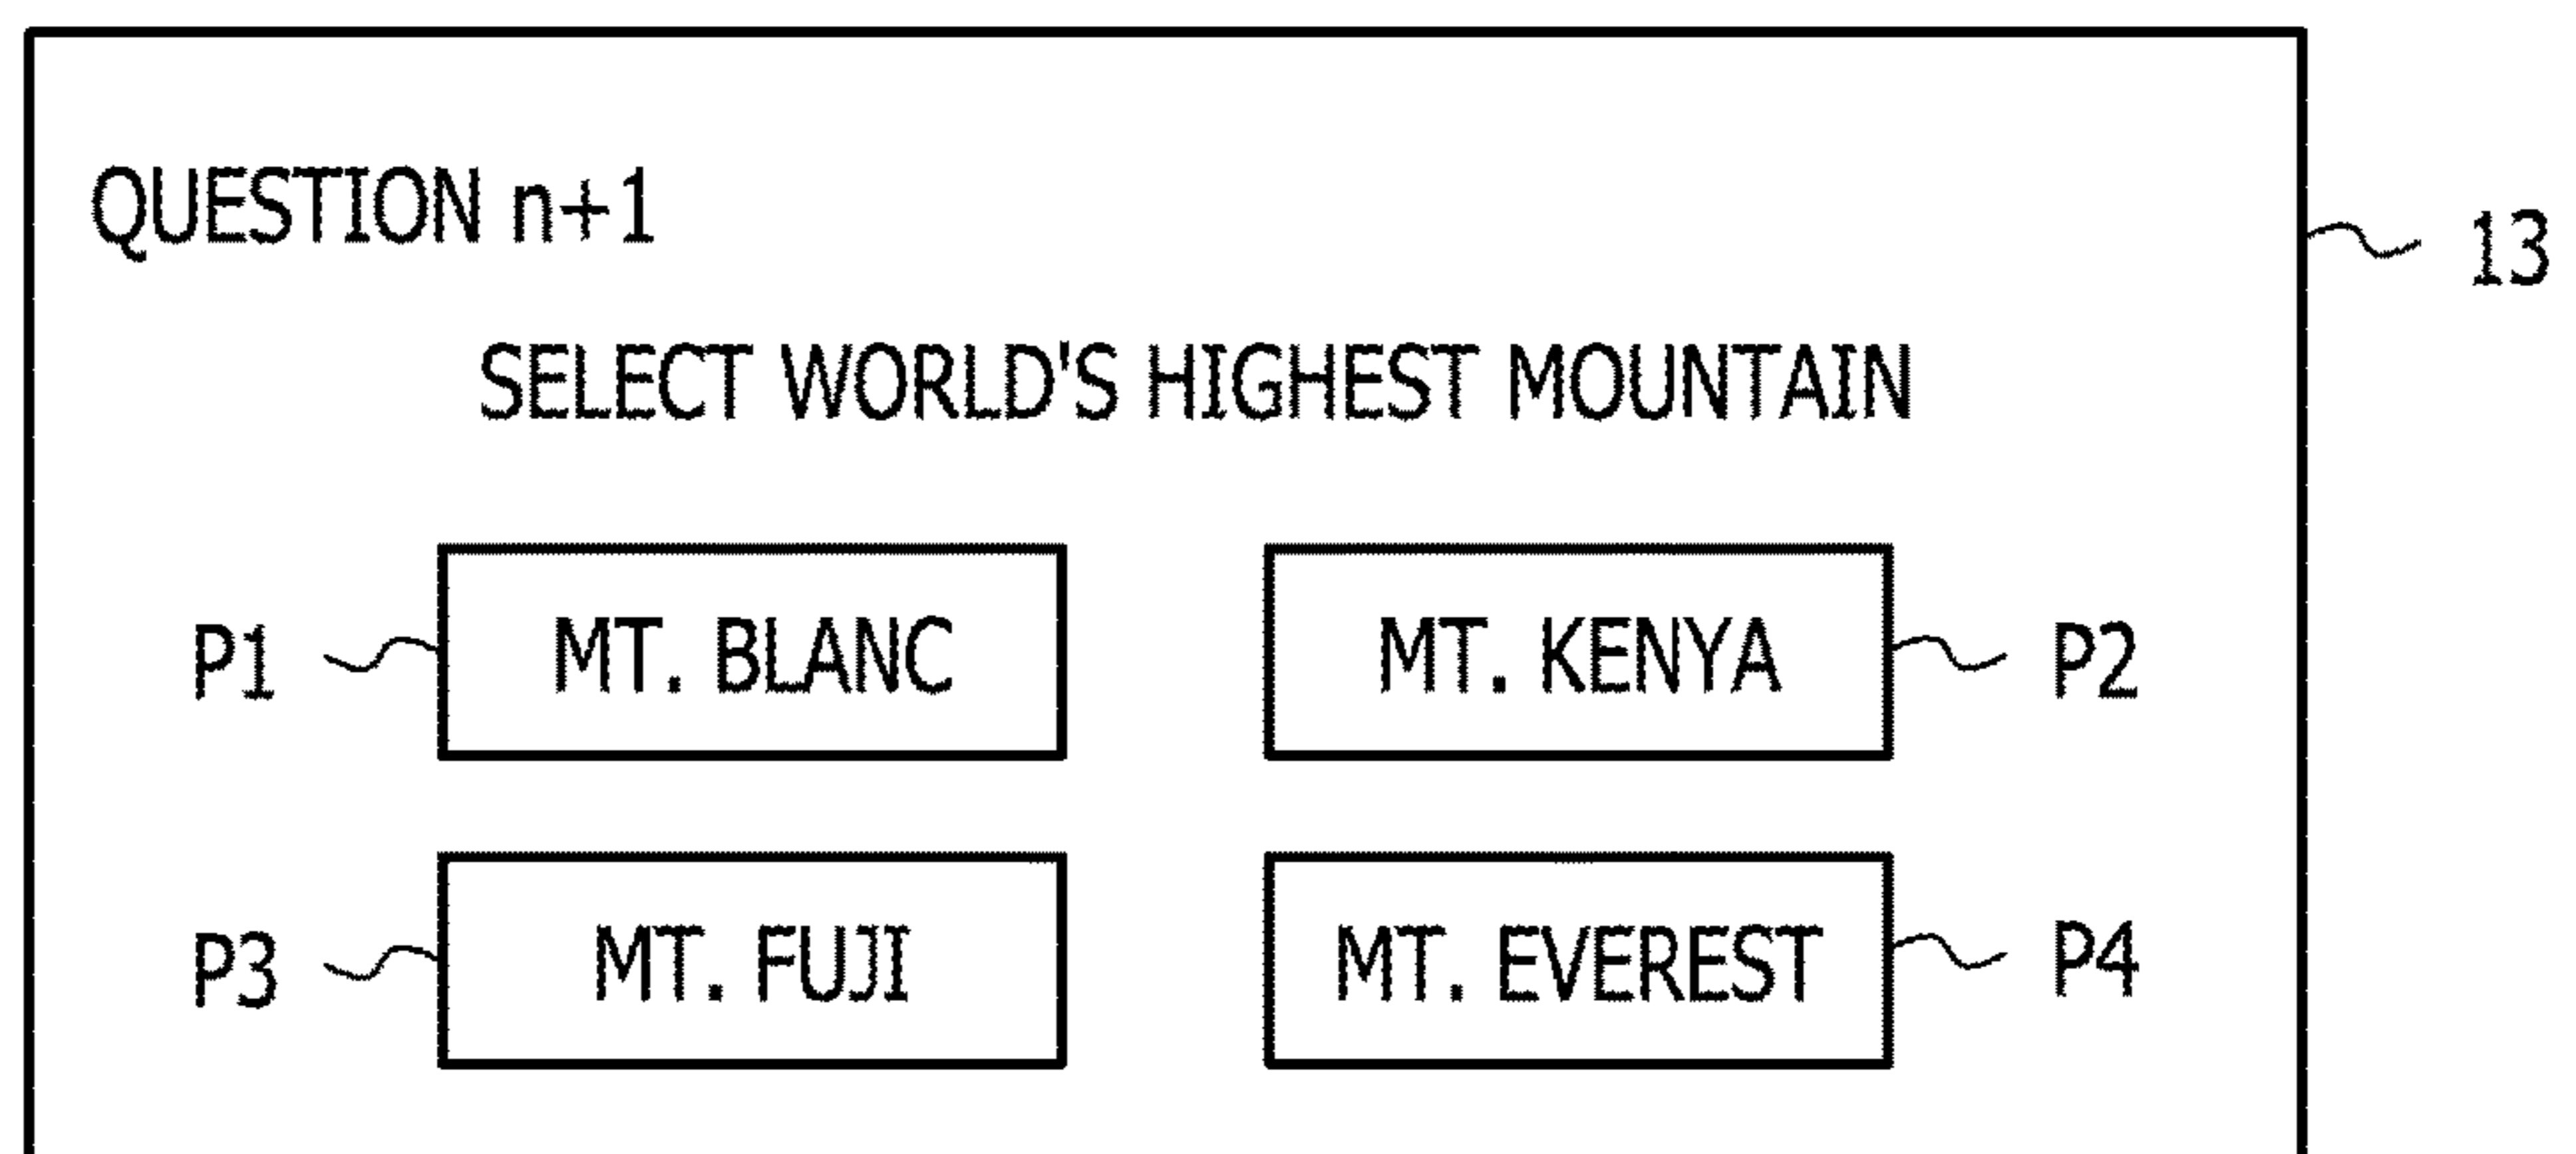 QUESTION n+1
13
SELECT WORLD'S HIGHEST MOUNTAIN
P1 MT. BLANC MT. KENYA P2
P3 MT. FUJI MT. EVEREST P4